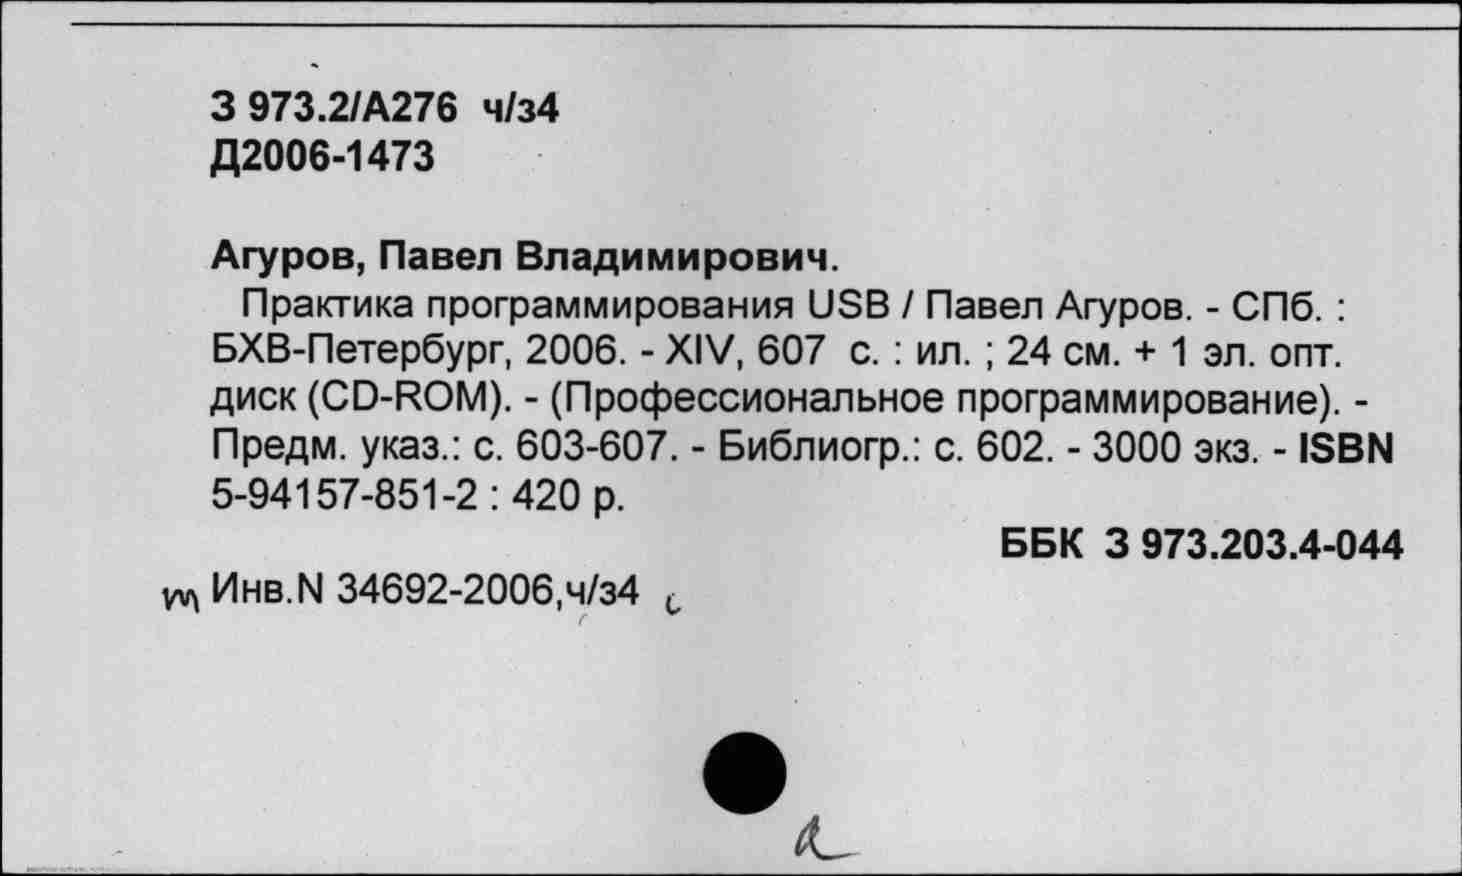 З 973.2/А276 ч/з4
Д2006-1473
Агуров, Павел Владимирович.
Практика программирования USB / Павел Агуров. - СПб. :
БХВ-Петербург, 2006. - XIV, 607 с. : ил. ; 24 см. + 1 эл. опт.
диск (CD-ROM). - (Профессиональное программирование). -
Предм. указ.: с. 603-607. - Библиогр.: с. 602. - 3000 экз. - ISBN
5-94157-851-2 : 420 р.
ББК З 973.203.4-044
Инв.N 34692-2006,ч/з4